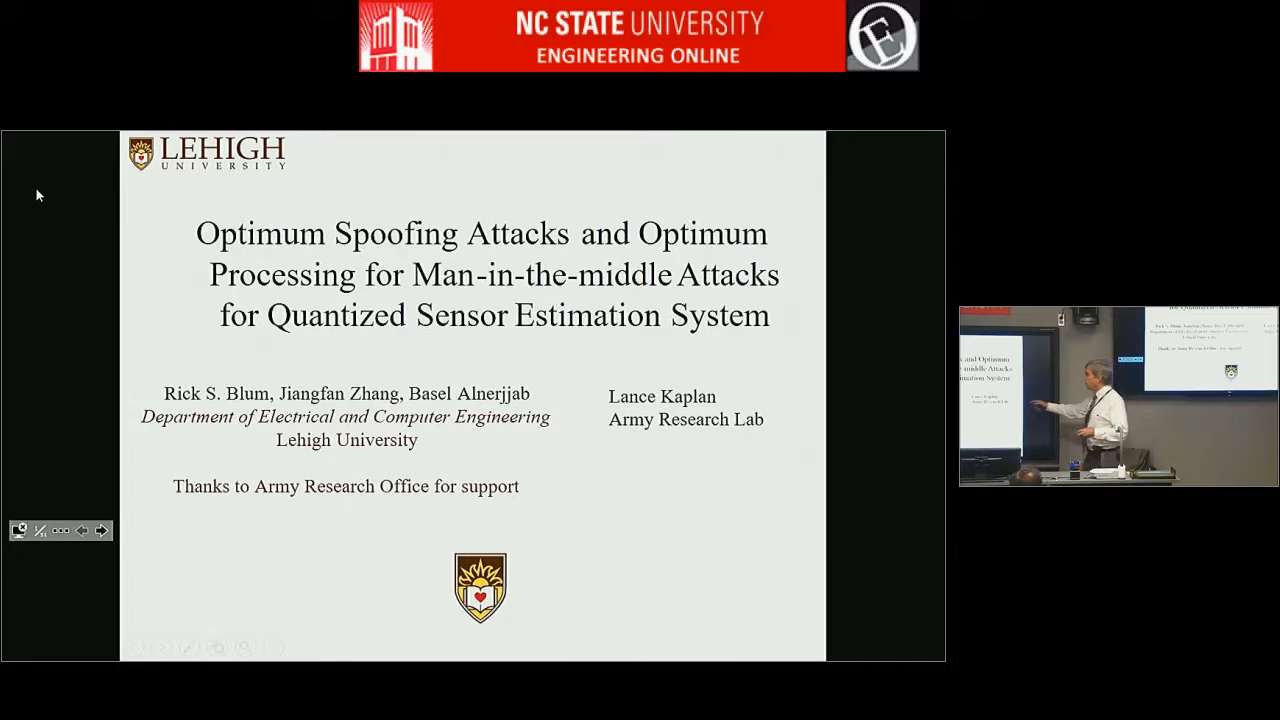 NC STATE UNIVERSITY
ENGINEERING ONLINE
LEHIGH
UNIVERSITY
Optimum Spoofing Attacks and Optimum
Processing for Man-in-the-middle Attacks
for Quantized Sensor Estimation System
Rick S. Blum, Jiangfan Zhang, Basel Alnerjjab
Department of Electrical and Computer Engineering
Lehigh University
Lance Kaplan
Army Research Lab
Thanks to Army Research Office for support